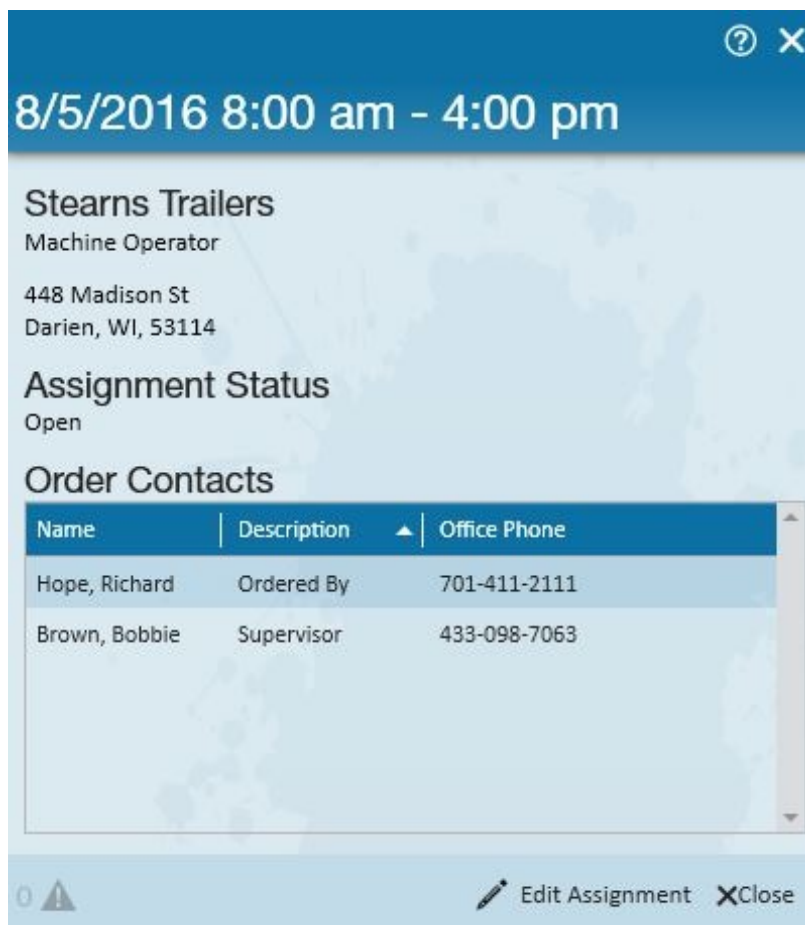 8/5/2016 8:00 am - 4:00 pm
Stearns Trailers
Machine Operator
448 Madison St
Darien, WI, 53114
Assignment Status
Open
Order Contacts
Name Description Office Phone
Hope, Richard Ordered By 701-411-2111
Brown, Bobbie Supervisor 433-098-7063
0 Edit Assignment Close